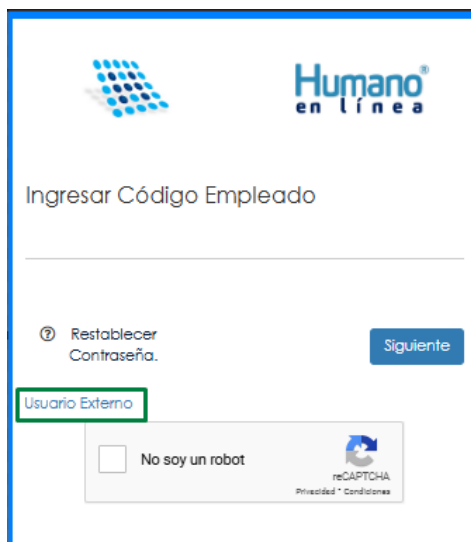 Humano®
en línea
Ingresar Código Empleado
Restablecer
Contraseña.
Siguiente
Usuario Externo
No soy un robot
reCAPTCHA
Privacidad * Condiciones